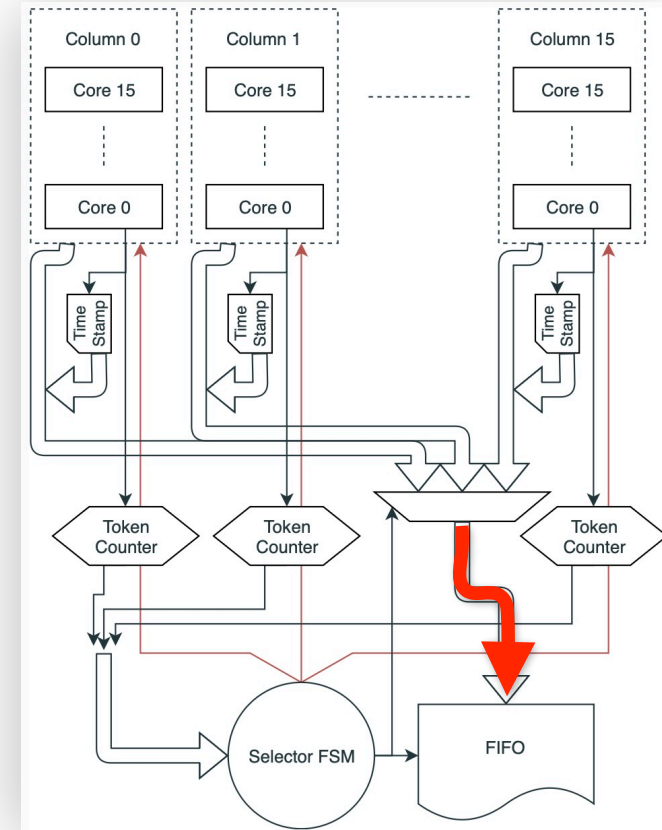 Column 0
Column 1
Column 15
Core 15
Core 15
Core 15
Core 0
Core 0
Core 0
Time
Stamp
Time
Stamp
Time
Stamp
Token
Counter
Token
Counter
Token
Counter
Selector FSM
FIFO